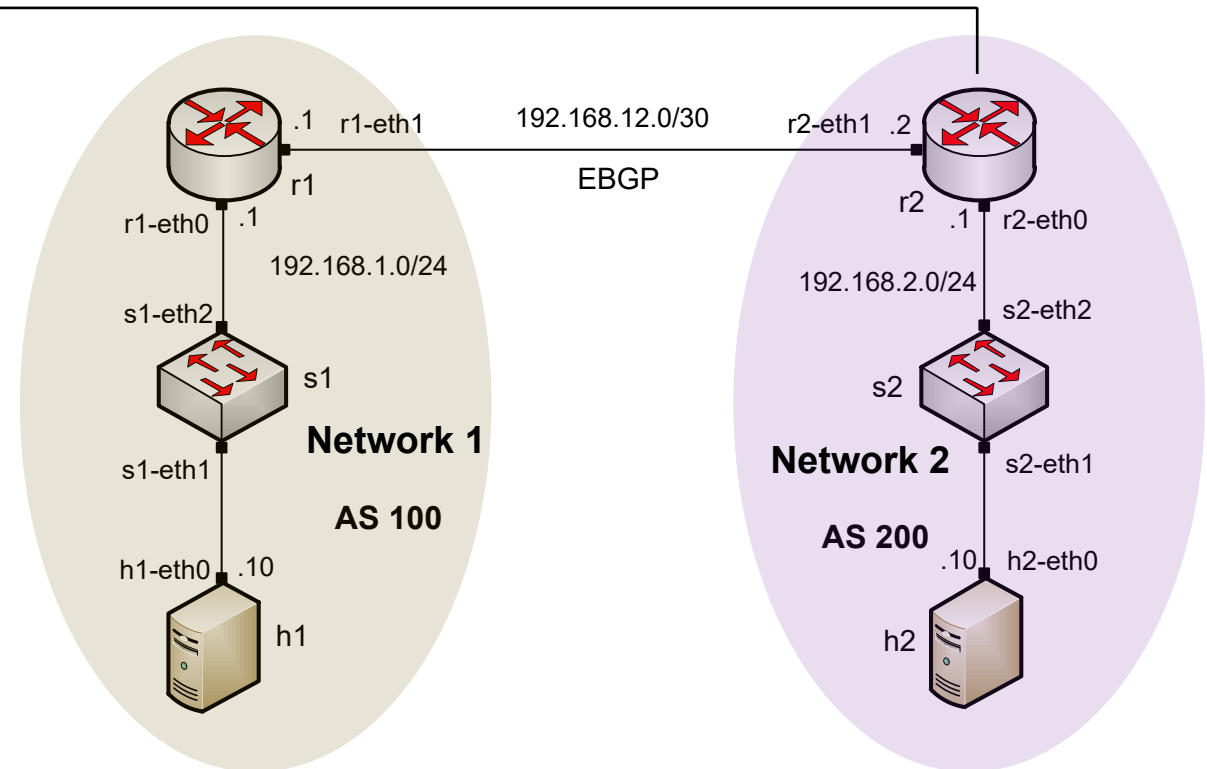 .1 r1-eth1 192.168.12.0/30 r2-eth1 .2
EBGP
r1
r2
r1-eth0 .1
.1 r2-eth0
192.168.1.0/24
192.168.2.0/24
s1-eth2
s2-eth2
s1
s2
Network 1
Network 2
s1-eth1
s2-eth1
AS 100
AS 200
h1-eth0 .10
.10 h2-eth0
h1
h2